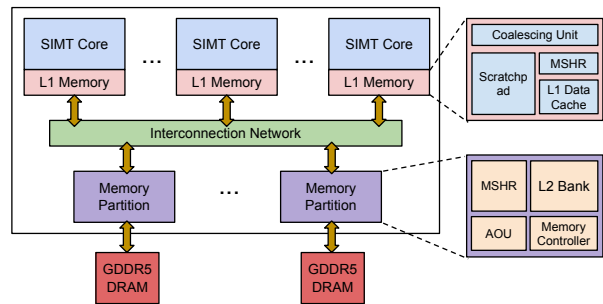 SIMT Core
SIMT Core
SIMT Core
...
...
L1 Memory
L1 Memory
L1 Memory
Interconnection Network
Memory
Partition
...
Memory
Partition
GDDR5
DRAM
GDDR5
DRAM
Coalescing Unit
Scratchp
ad
MSHR
L1 Data
Cache
MSHR
L2 Bank
AOU
Memory
Controller